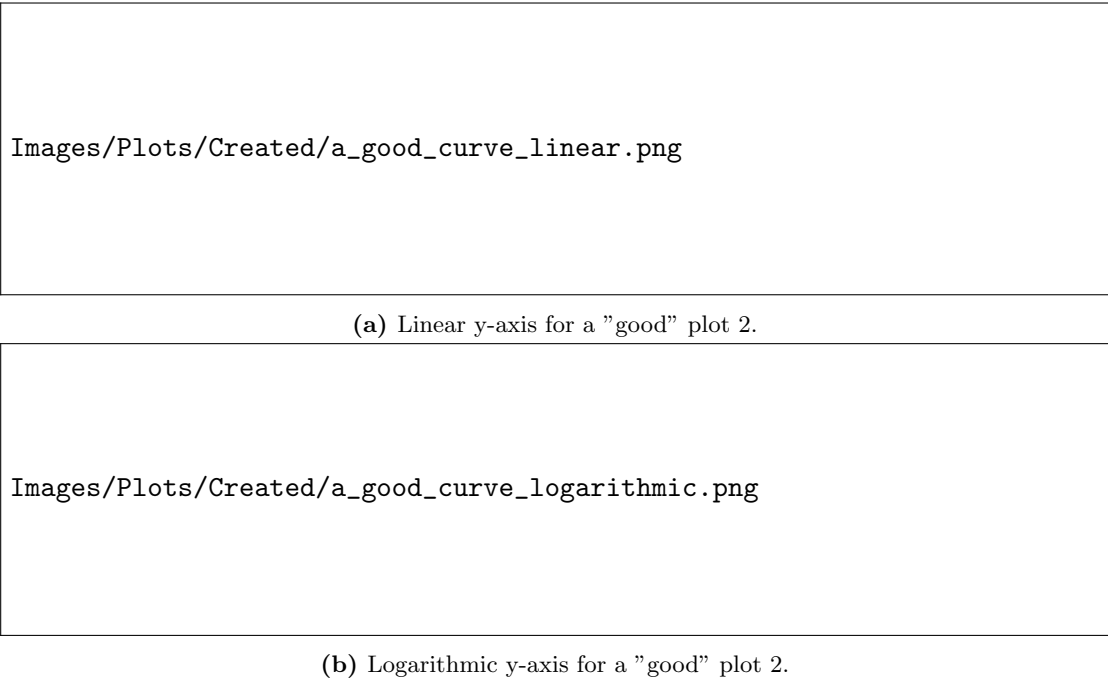 Images/Plots/Created/a_good_curve_linear.png
(a) Linear y-axis for a ”good” plot 2.
Images/Plots/Created/a_good_curve_logarithmic.png
(b) Logarithmic y-axis for a ”good” plot 2.